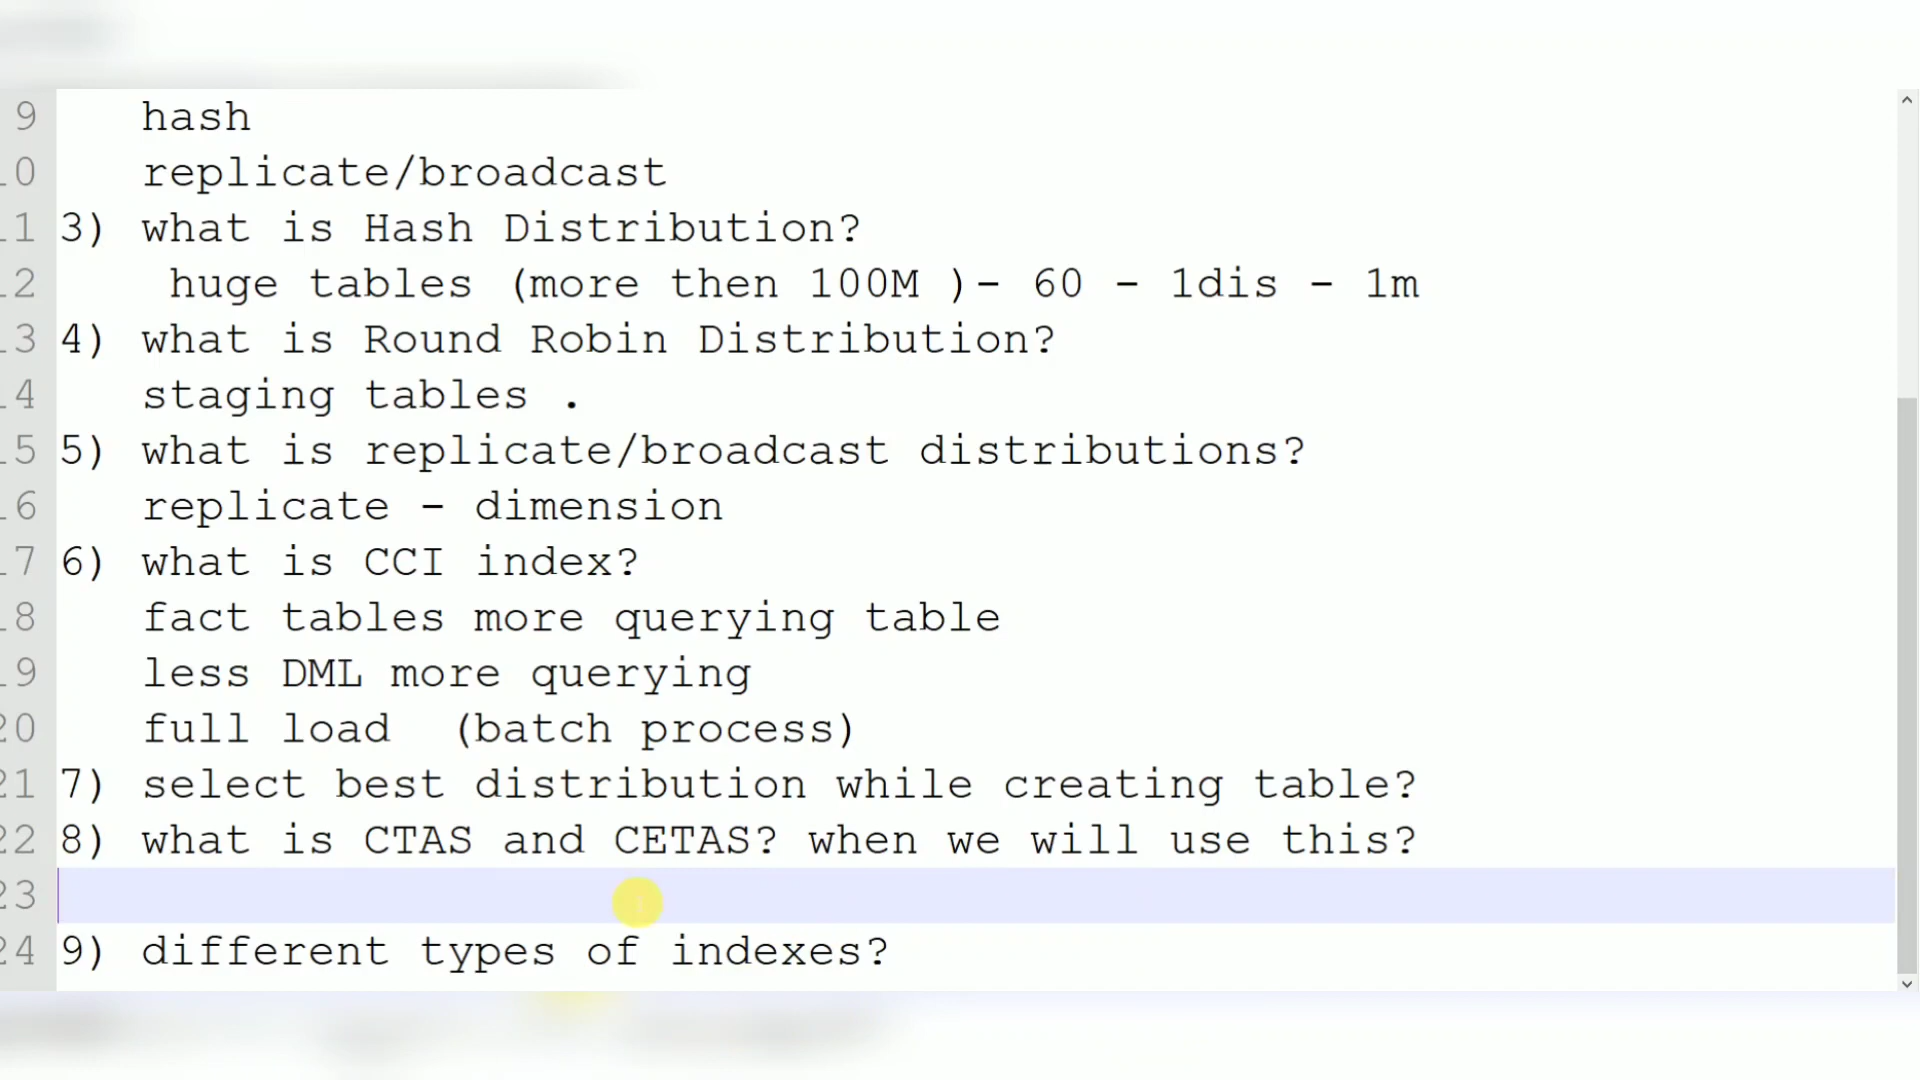 9 hash
10 replicate/broadcast
11 3) what is Hash Distribution?
12 huge tables (more then 100M )- 60 - 1dis - 1m
13 4) what is Round Robin Distribution?
14 staging tables .
15 5) what is replicate/broadcast distributions?
16 replicate - dimension
17 6) what is CCI index?
18 fact tables more querying table
19 less DML more querying
20 full load (batch process)
21 7) select best distribution while creating table?
22 8) what is CTAS and CETAS? when we will use this?
23
24 9) different types of indexes?